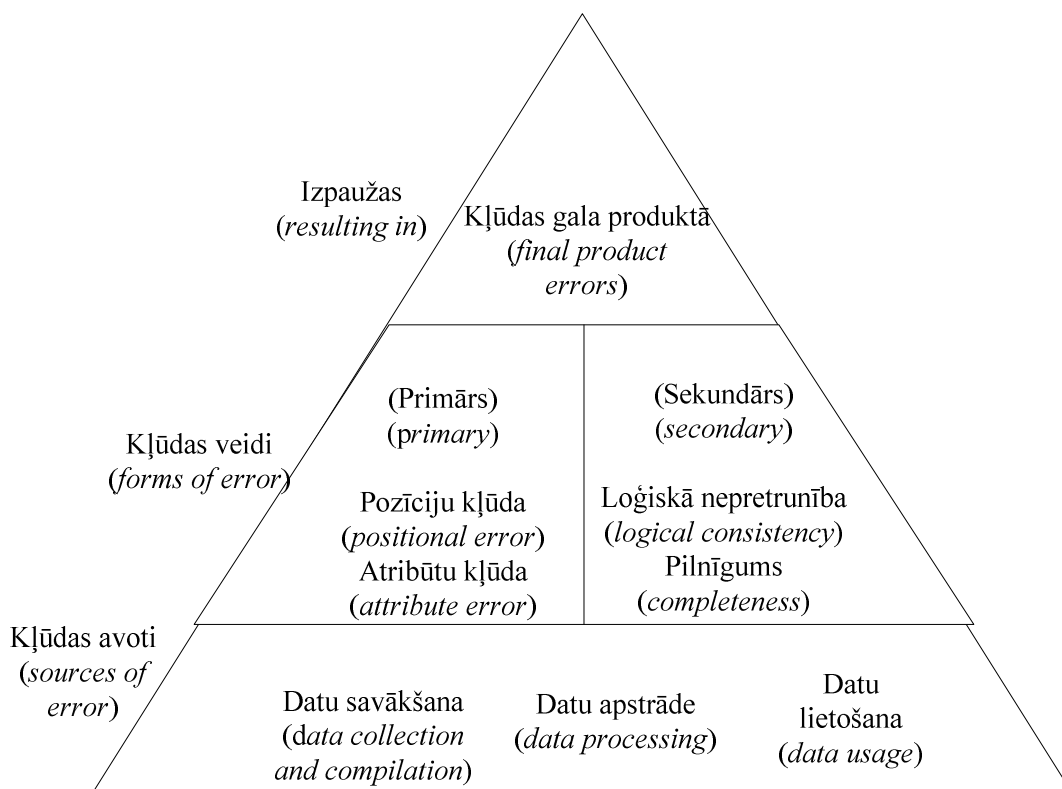 Izpaužas
(resulting in)
Kļūdas gala produktā
(final product
errors)
Kļūdas veidi
(forms of error)
(Primārs)
(primary)
Pozīciju kļūda
(positional error)
Atribūtu kļūda
(attribute error)
(Sekundārs)
(secondary)
Loģiskā nepretrunība
(logical consistency)
Pilnīgums
(completeness)
Kļūdas avoti
(sources of
error)
Datu savākšana
(data collection
and compilation)
Datu apstrāde
(data processing)
Datu
lietošana
(data usage)